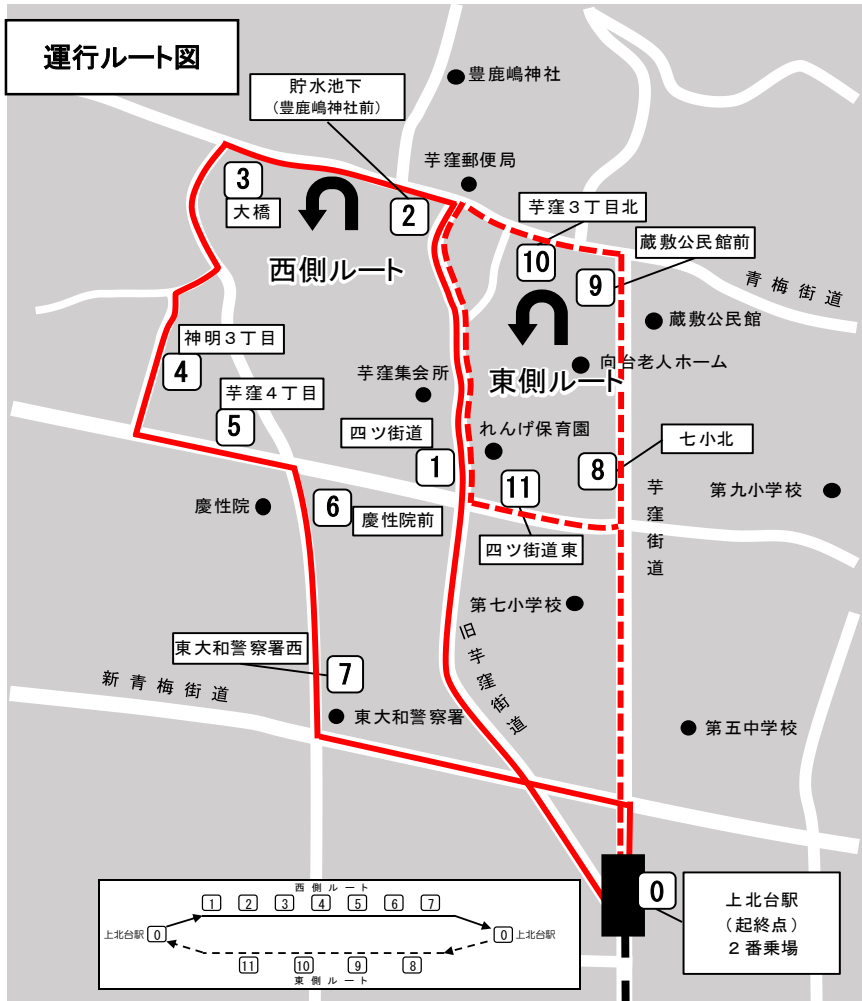 運行ルート図
貯水池下
（豊鹿嶋神社前）
豊鹿嶋神社
芋窪郵便局
3
大橋
2
芋窪３丁目北
10
蔵敷公民館前
9
青梅街道
西側ルート
蔵敷公民館
向台老人ホーム
東側ルート
神明３丁目
4
芋窪４丁目
5
芋窪集会所
四ツ街道
1
れんげ保育園
七小北
8
11
四ツ街道東
芋窪街道
第九小学校
慶性院
6
慶性院前
第七小学校
旧芋窪街道
東大和警察署西
7
新青梅街道
東大和警察署
第五中学校
0
上北台駅
（起終点）
２番乗場
西側ルート
1 2 3 4 5 6 7
上北台駅 0
0 上北台駅
11 10 9 8
東側ルート